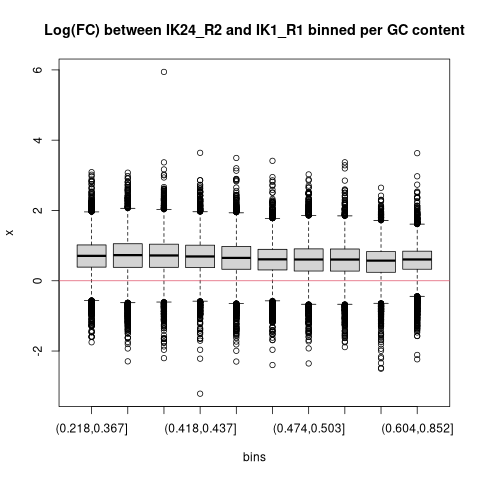 Log(FC) between IK24_R2 and IK1_R1 binned per GC content
6
4
2
0
-2
x
(0.218,0.367] (0.418,0.437] (0.474,0.503] (0.604,0.852]
bins